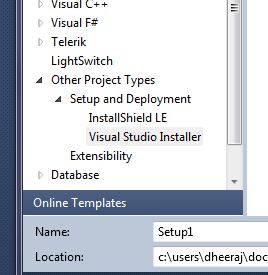 Visual C++
Visual F#
Telerik
LightSwitch
Other Project Types
Setup and Deployment
InstallShield LE
Visual Studio Installer
Extensibility
Database
Online Templates
Name: Setup1
Location: c:\users\dheeraj\doc